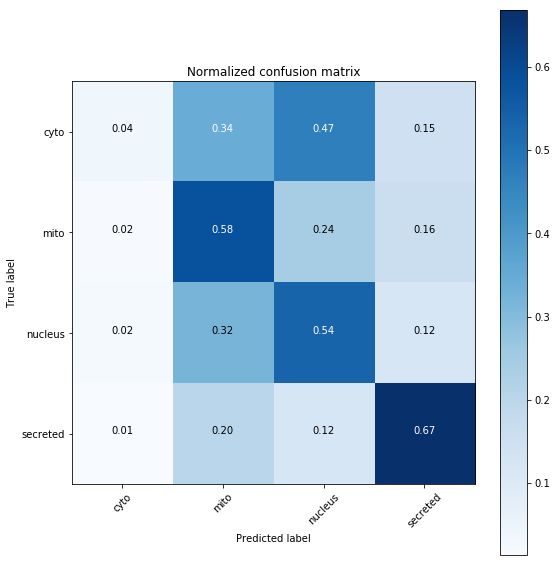 Normalized confusion matrix
True label
cyto 0.04 0.34 0.47 0.15
mito 0.02 0.58 0.24 0.16
nucleus 0.02 0.32 0.54 0.12
secreted 0.01 0.20 0.12 0.67
cyto mito nucleus secreted
Predicted label
0.6
0.5
0.4
0.3
0.2
0.1